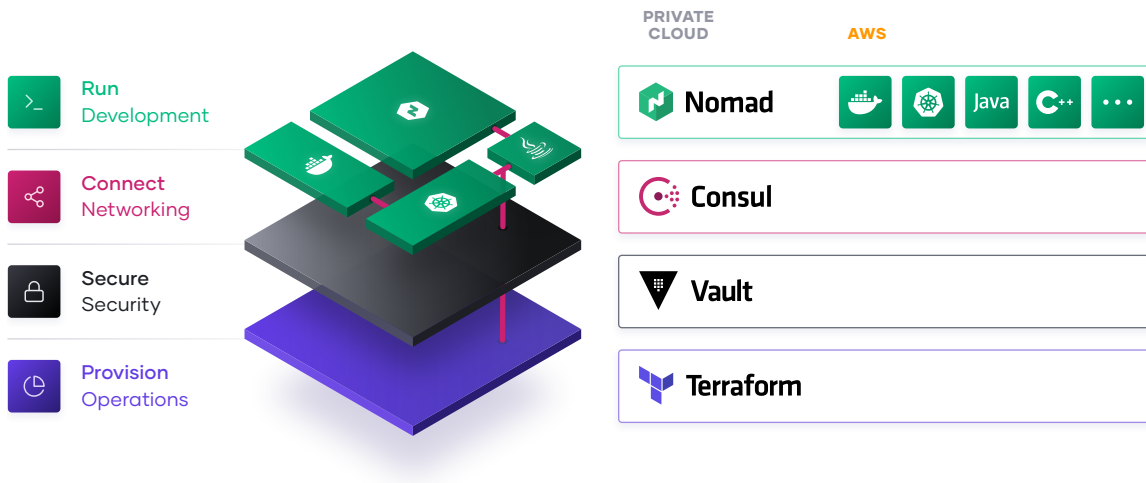 Run
Development
Connect
Networking
Secure
Security
Provision
Operations
PRIVATE
CLOUD
AWS
Nomad
Java
C++
Consul
Vault
Terraform